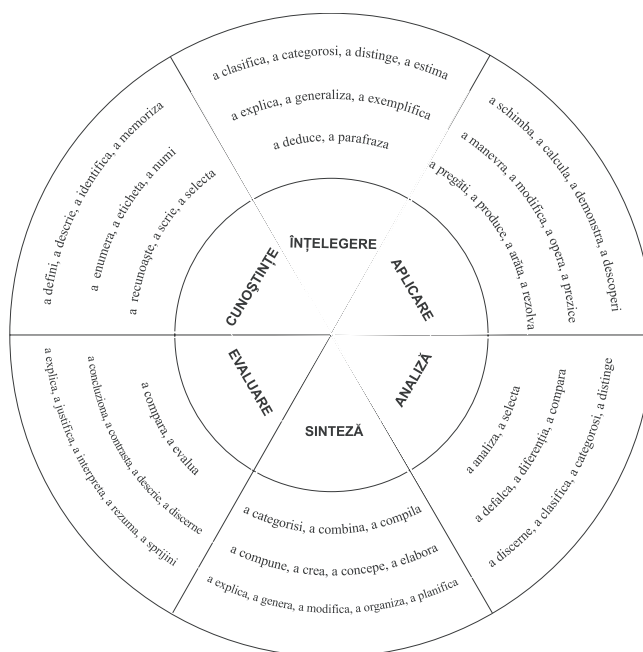 a clasifica, a categorosi, a distinge, a estima
a explica, a generaliza, a exemplifica
a deduce, a parafraza
ÎNȚELEGERE
a schimba, a calcula, a demonstra, a descoperi
a manevra, a modifica, a opera, a prezice
a pregăti, a produce, a arăta, a rezolva
APLICARE
a analiza, a selecta
a defalca, a diferenția, a compara
a discerne, a clasifica, a categorosi, a distinge
ANALIZĂ
SINTEZĂ
a categorisi, a combina, a compila
a compune, a crea, a concepe, a elabora
a explica, a genera, a modifica, a organiza, a planifica
EVALUARE
a compara, a evalua
a concluziona, a contrasta, a descrie, a discerne
a explica, a justifica, a interpreta, a rezuma, a sprijini
CUNOȘTINȚE
a defini, a descrie, a identifica, a memoriza
a enumera, a eticheta, a numi
a recunoaște, a scrie, a selecta